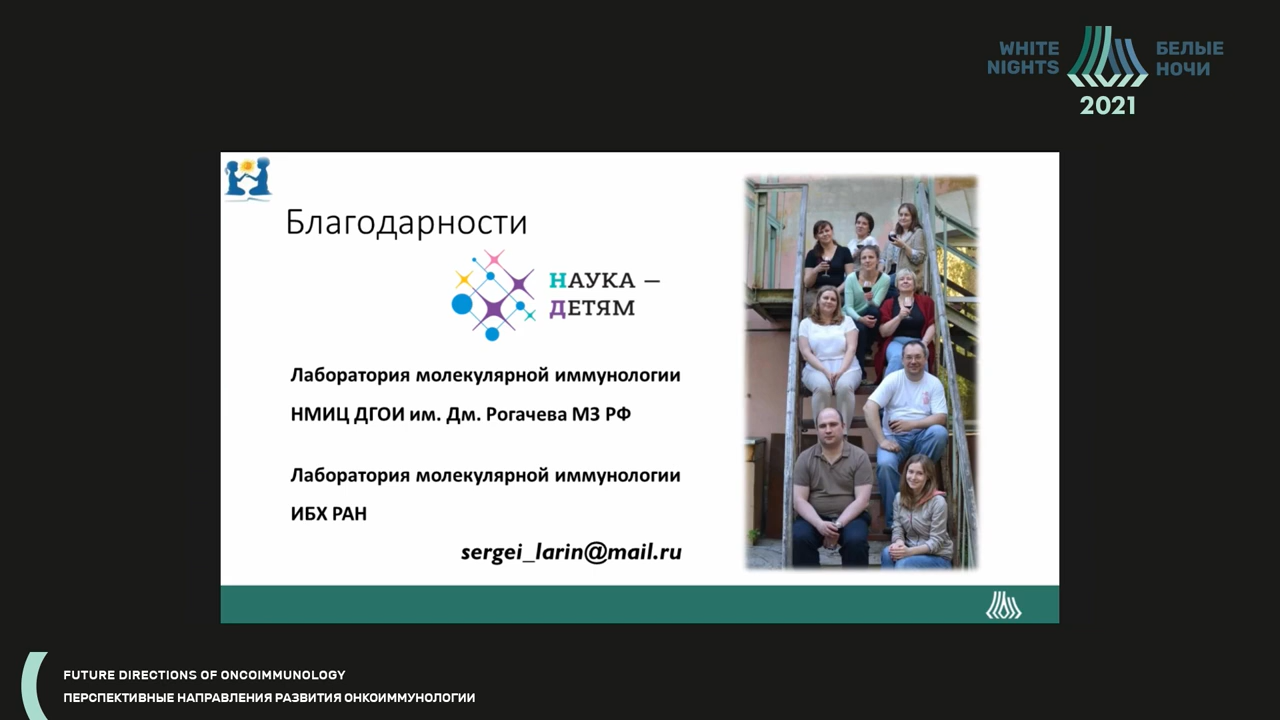 WHITE
NIGHTS
БЕЛЫЕ
НОЧИ
2021
Благодарности
НАУКА –
ДЕТЯМ
Лаборатория молекулярной иммунологии
НМИЦ ДГОИ им. Дм. Рогачева МЗ РФ
Лаборатория молекулярной иммунологии
ИБХ РАН
sergei_larin@mail.ru
FUTURE DIRECTIONS OF ONCOIMMUNOLOGY
ПЕРСПЕКТИВНЫЕ НАПРАВЛЕНИЯ РАЗВИТИЯ ОНКОИММУНОЛОГИИ